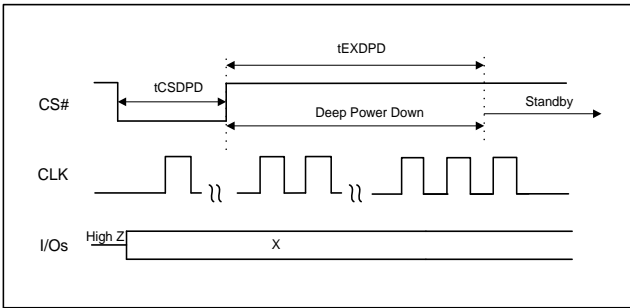 tEXDPD
tCSDPD
CS#
Deep Power Down
Standby
CLK
High Z
I/Os
X